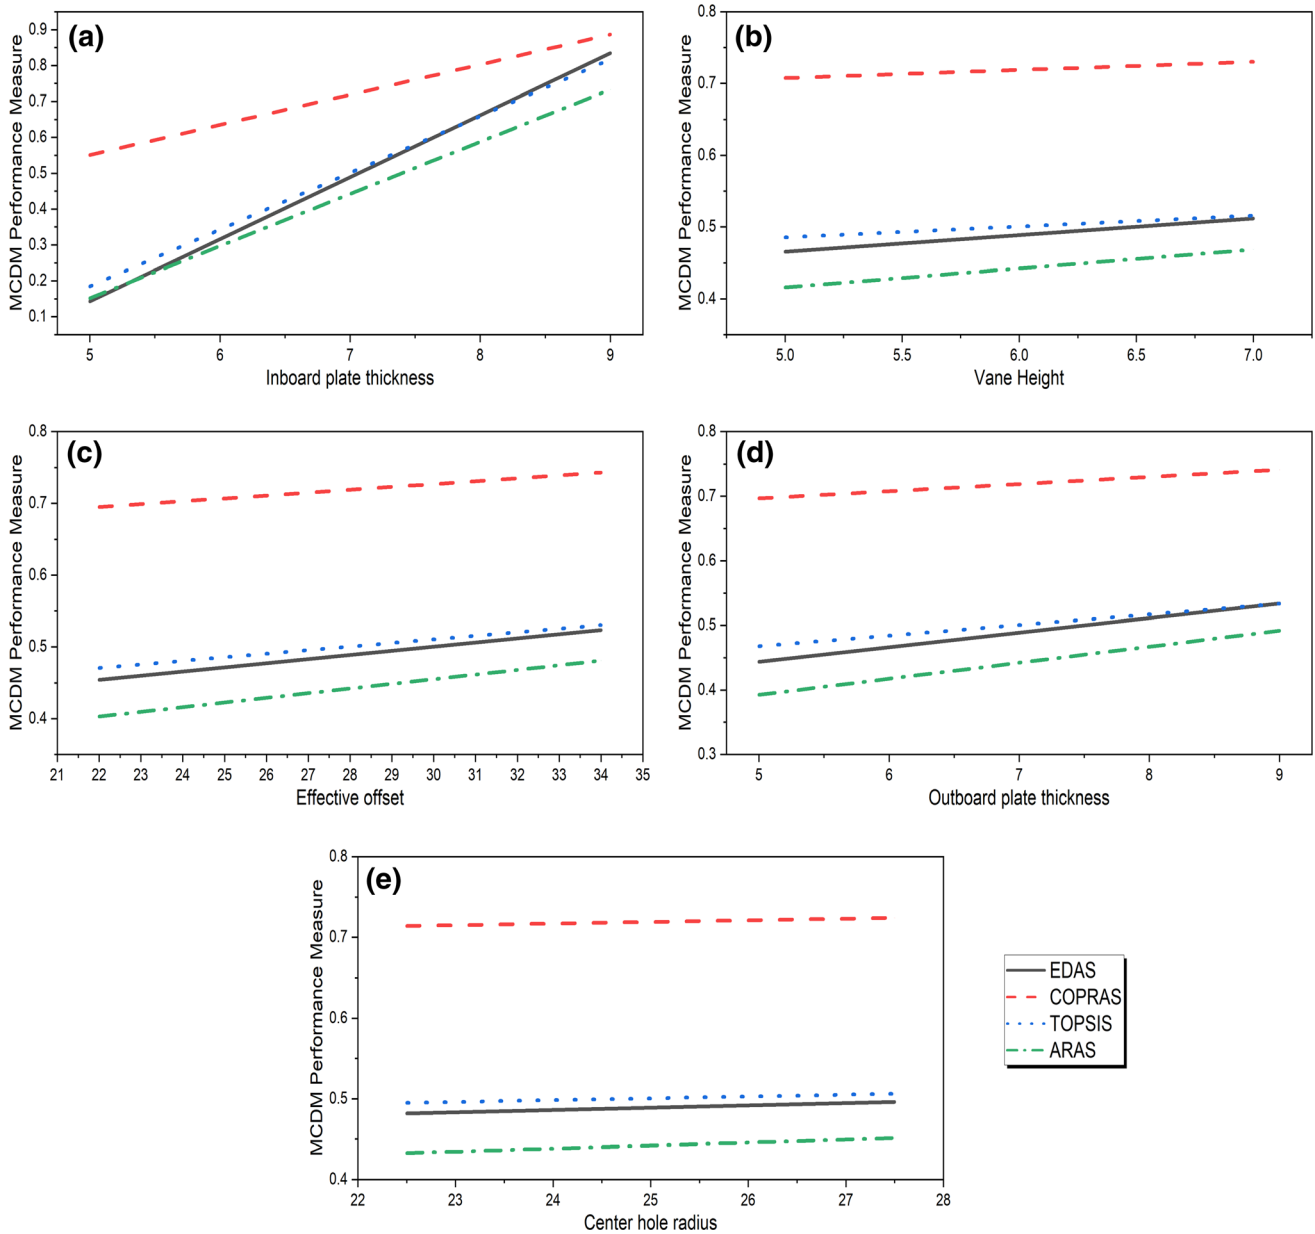 (a)
MCDM Performance Measure
0.9
0.8
0.7
0.6
0.5
0.4
0.3
0.2
0.1
5 6 7 8 9
Inboard plate thickness
(b)
MCDM Performance Measure
0.8
0.7
0.6
0.5
0.4
5.0 5.5 6.0 6.5 7.0
Vane Height
(c)
MCDM Performance Measure
0.8
0.7
0.6
0.5
0.4
21 22 23 24 25 26 27 28 29 30 31 32 33 34 35
Effective offset
(d)
MCDM Performance Measure
0.8
0.7
0.6
0.5
0.4
0.3
5 6 7 8 9
Outboard plate thickness
(e)
MCDM Performance Measure
0.8
0.7
0.6
0.5
0.4
22 23 24 25 26 27 28
Center hole radius
EDAS
COPRAS
TOPSIS
ARAS